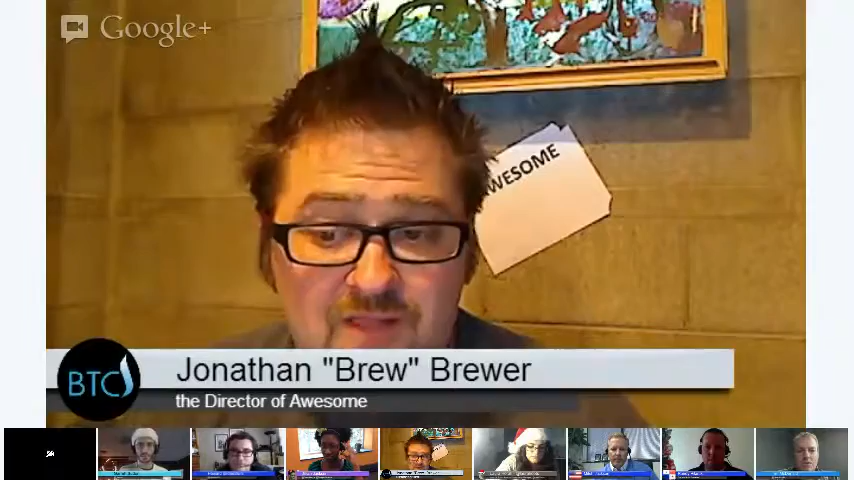 Google+
WESOME
Jonathan "Brew" Brewer
BTC
the Director of Awesome